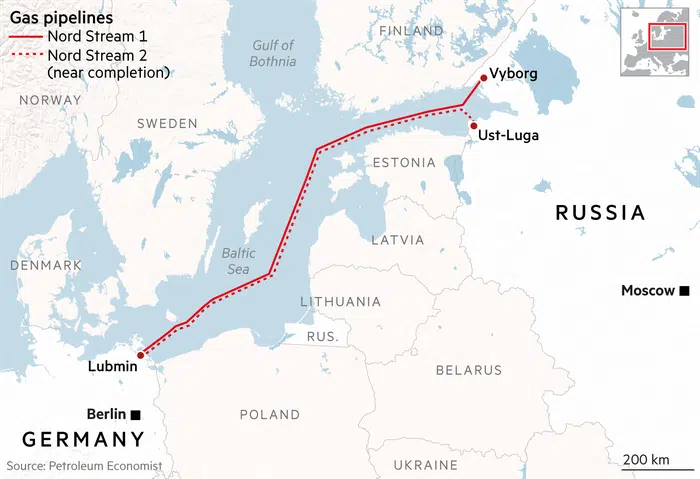 Gas pipelines
Nord Stream 1
Nord Stream 2
(near completion)
FINLAND
Gulf of
Bothnia
Vyborg
NORWAY
SWEDEN
Ust-Luga
ESTONIA
RUSSIA
LATVIA
Baltic
Sea
DENMARK
Moscow
LITHUANIA
RUS.
Lubmin
BELARUS
Berlin
POLAND
GERMANY
Source: Petroleum Economist
UKRAINE
200 km